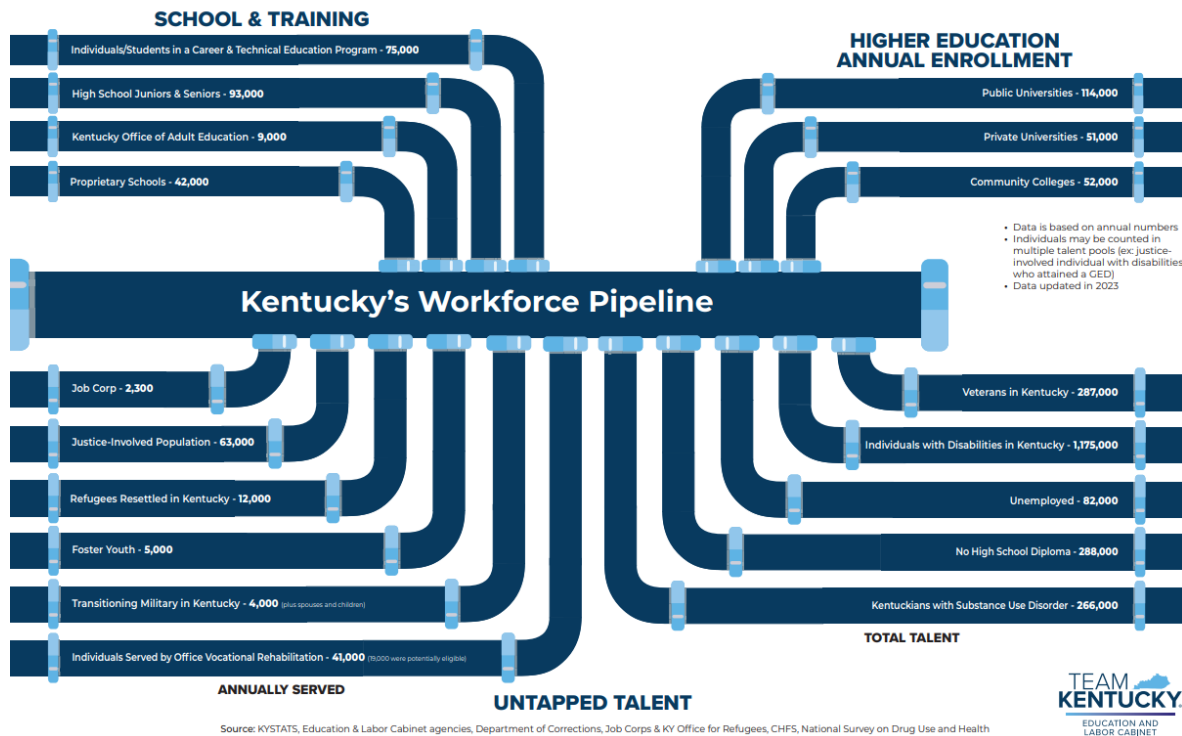 SCHOOL & TRAINING
Individuals/Students in a Career & Technical Education Program - 75,000
High School Juniors & Seniors - 93,000
Kentucky Office of Adult Education - 9,000
Proprietary Schools - 42,000
HIGHER EDUCATION
ANNUAL ENROLLMENT
Public Universities - 114,000
Private Universities - 51,000
Community Colleges - 52,000
• Data is based on annual numbers
• Individuals may be counted in
multiple talent pools (ex: justice-
involved individual with disabilities
who attained a GED)
• Data updated in 2023
Kentucky's Workforce Pipeline
Job Corp - 2,300
Justice-Involved Population - 63,000
Refugees Resettled in Kentucky - 12,000
Foster Youth - 5,000
Transitioning Military in Kentucky - 4,000 (plus spouses and children)
Individuals Served by Office Vocational Rehabilitation - 41,000 (19,000 were potentially eligible)
ANNUALLY SERVED
Veterans in Kentucky - 287,000
Individuals with Disabilities in Kentucky - 1,175,000
Unemployed - 82,000
No High School Diploma - 288,000
Kentuckians with Substance Use Disorder - 266,000
TOTAL TALENT
UNTAPPED TALENT
TEAM
KENTUCKY.
EDUCATION AND
LABOR CABINET
Source: KYSTATS, Education & Labor Cabinet agencies, Department of Corrections, Job Corps & KY Office for Refugees, CHFS, National Survey on Drug Use and Health